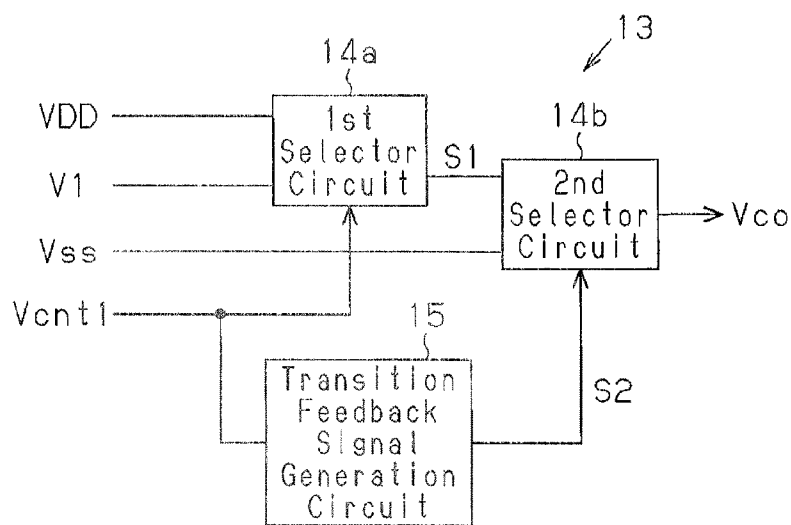 13
14a
VDD
1st
Selector
Circuit
V1
S1
14b
2nd
Selector
Circuit
Vco
Vss
Vcnt1
15
Transition
Feedback
Signal
Generation
Circuit
S2